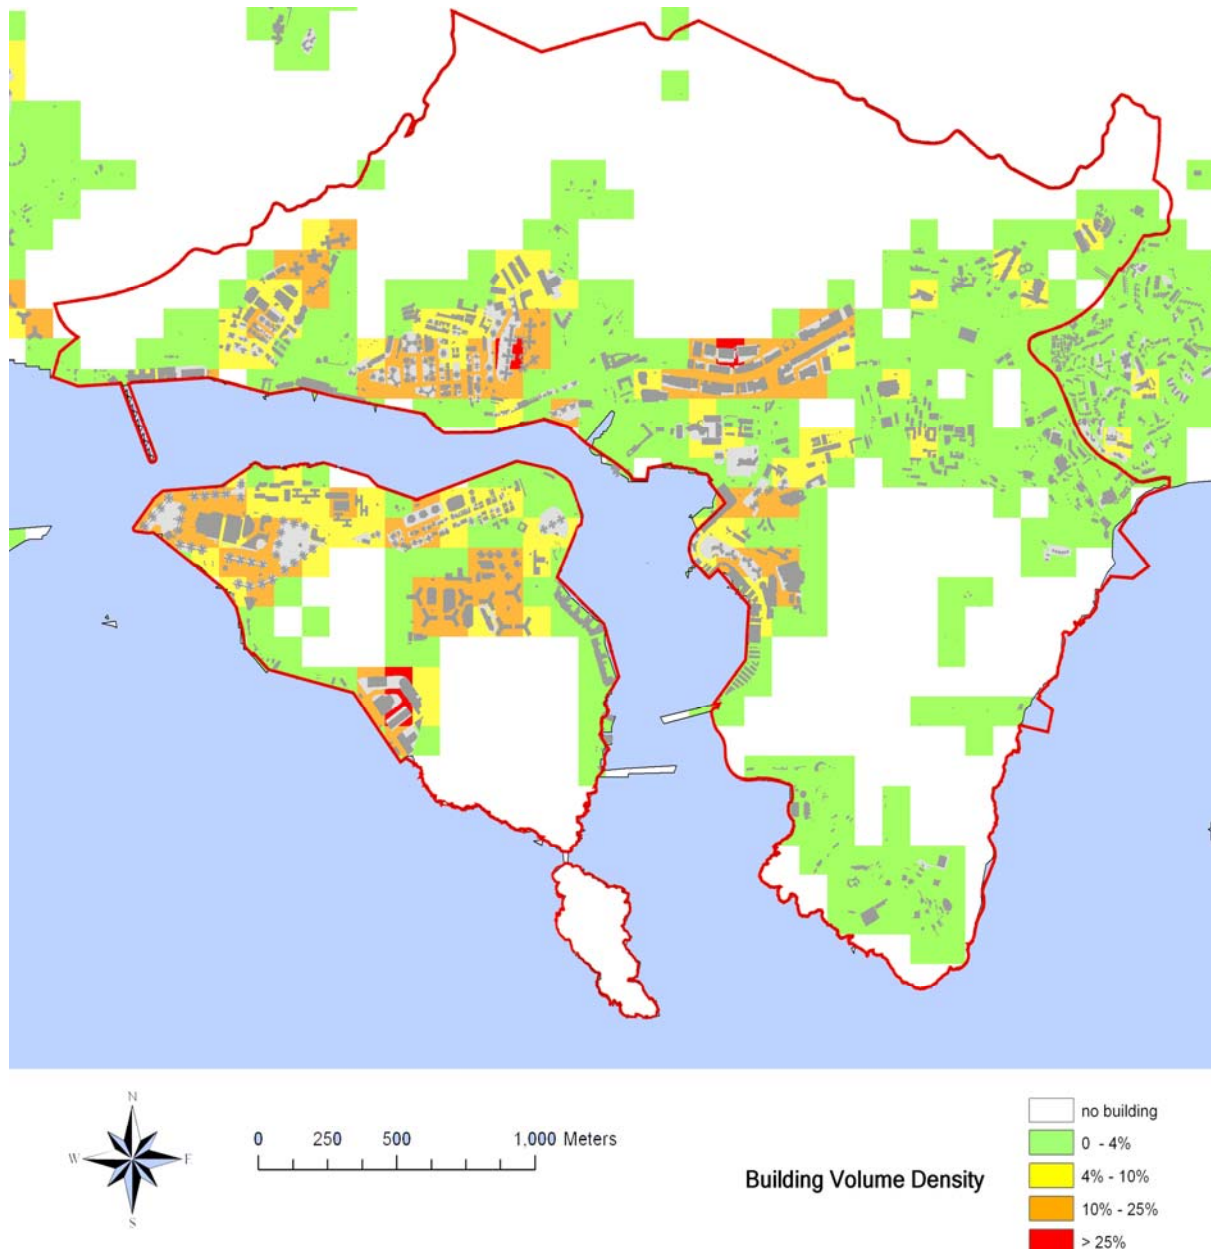 N
W E
S
0 250 500 1,000 Meters
Building Volume Density
no building
0 - 4%
4% - 10%
10% - 25%
> 25%